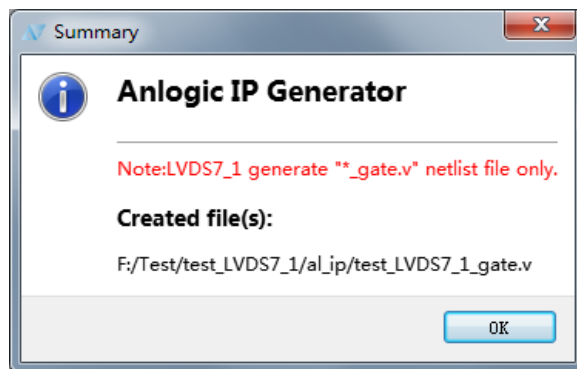 Summary
Anlogic IP Generator
Note:LVDS7_1 generate "*_gate.v" netlist file only.
Created file(s):
F:/Test/test_LVDS7_1/al_ip/test_LVDS7_1_gate.v
OK